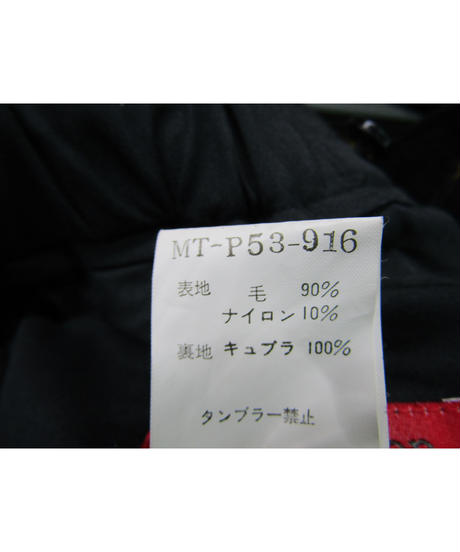 MT-P53-916
表地 毛 90%
ナイロン 10%
裏地 キュプラ 100%
タンブラー禁止